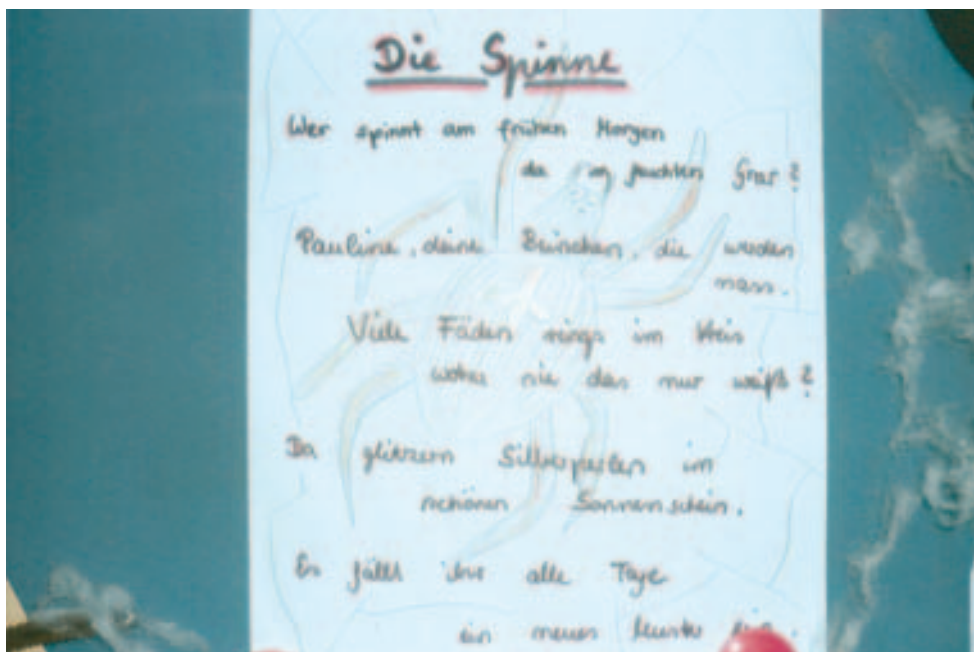 Die Spinne
Wer spinnt am frühen Morgen
da im feuchten Gras?
Pauline, deine Beinchen, die werden
nass.
Viele Fäden rings im Kreis
woher sie das nur weiß?
Da glitzern Silberperlen im
schönen Sonnenschein.
Es fällt ihr alle Tage
ein neues Muster ein.